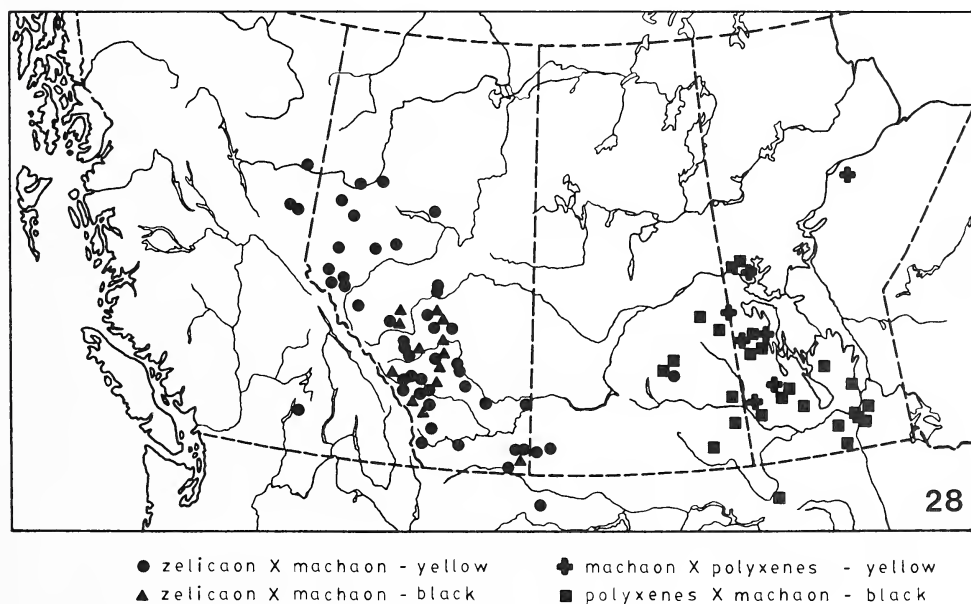 28
zelicaon X machaon - yellow
machaon X polyxenes - yellow
zelicaon X machaon - black
polyxenes X machaon - black